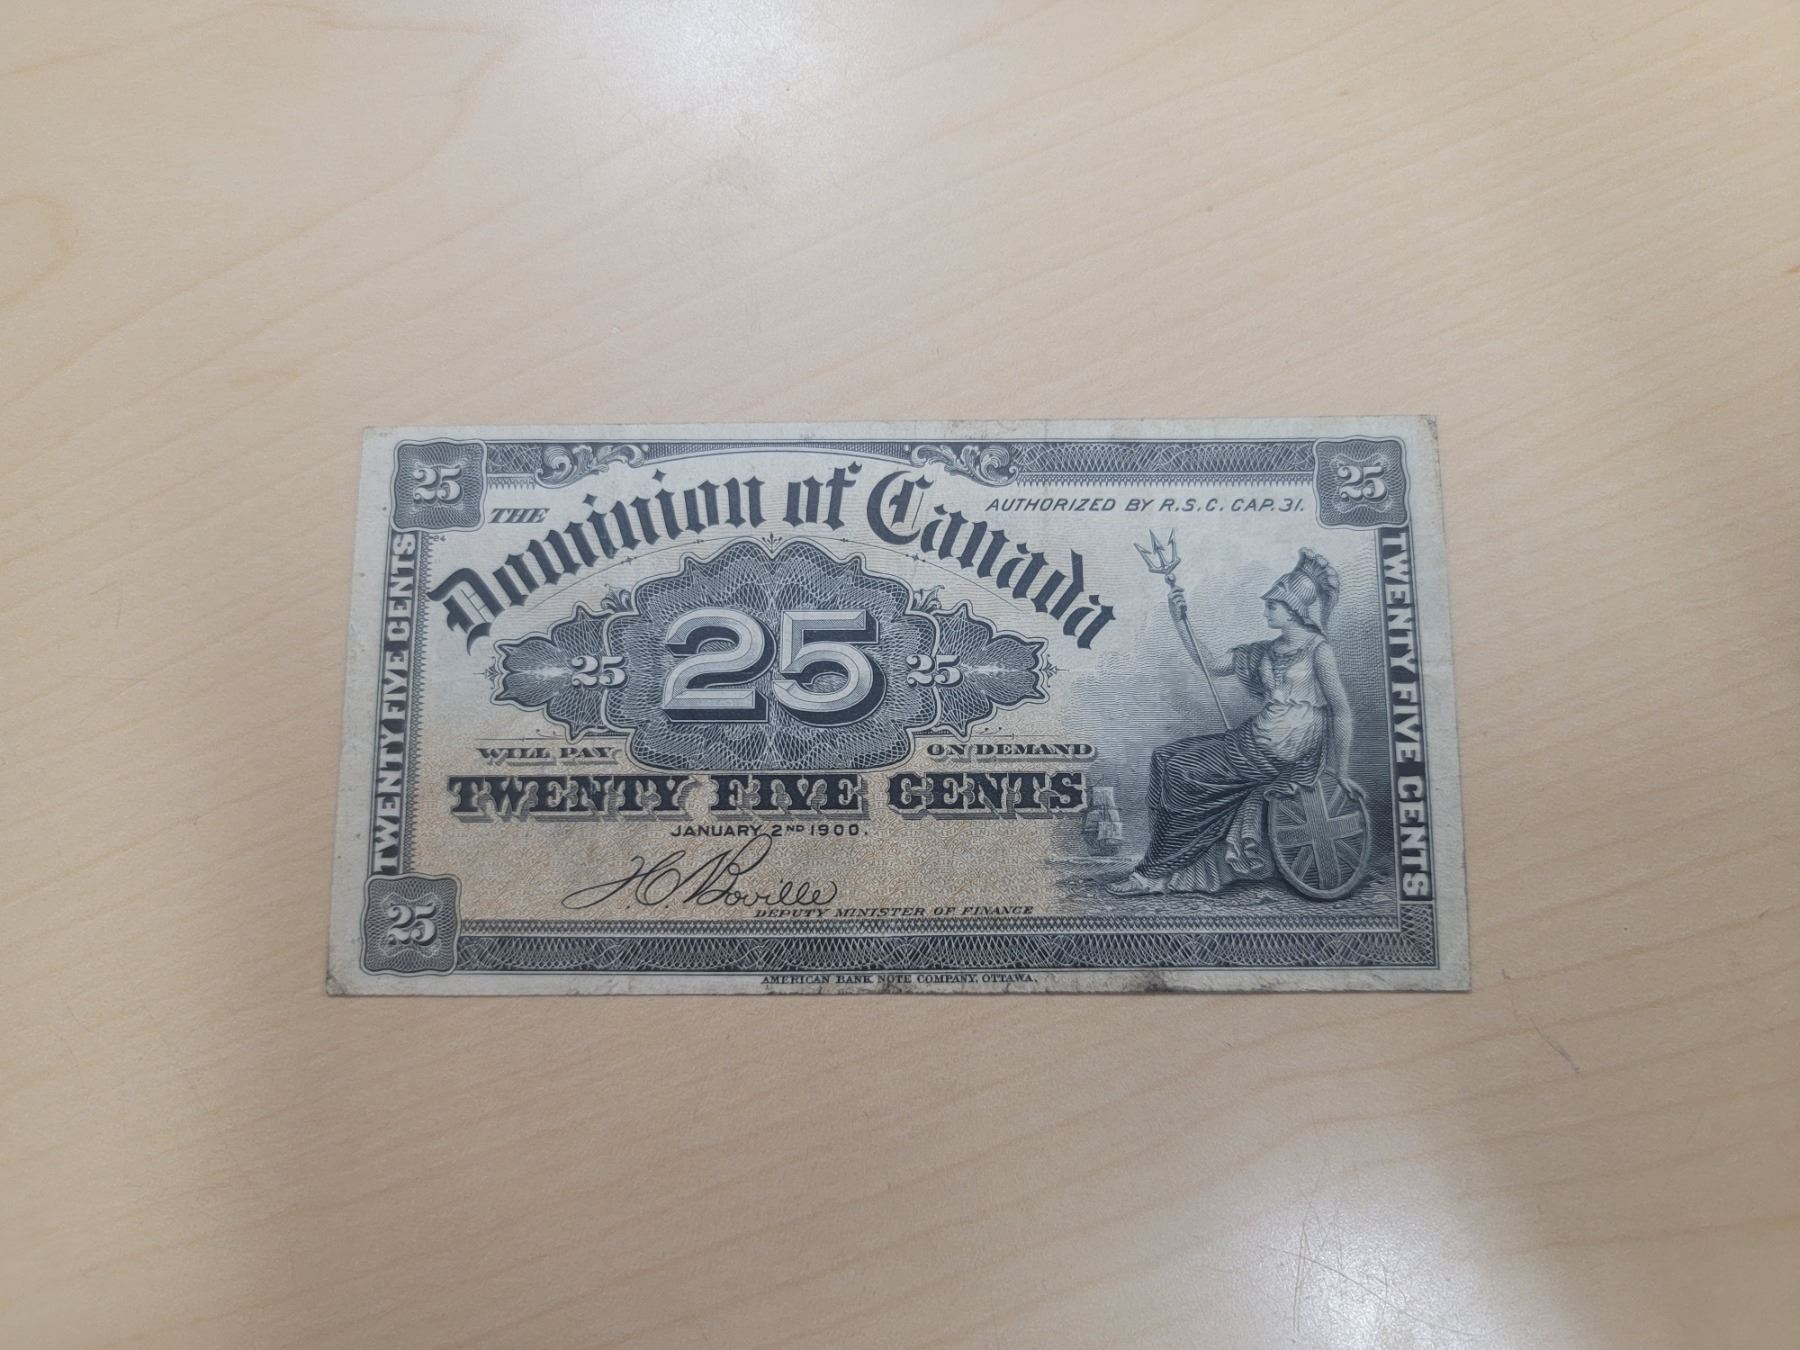 25
25
THE
Dominion of Canada
AUTHORIZED BY R.S.C. CAP. 31.
TWENTY FIVE CENTS
25
25
25
TWENTY FIVE CENTS
WILL PAY
ON DEMAND
TWENTY FIVE CENTS
JANUARY 2ND 1900.
H.C. Boville
DEPUTY MINISTER OF FINANCE
25
AMERICAN BANK NOTE COMPANY, OTTAWA.